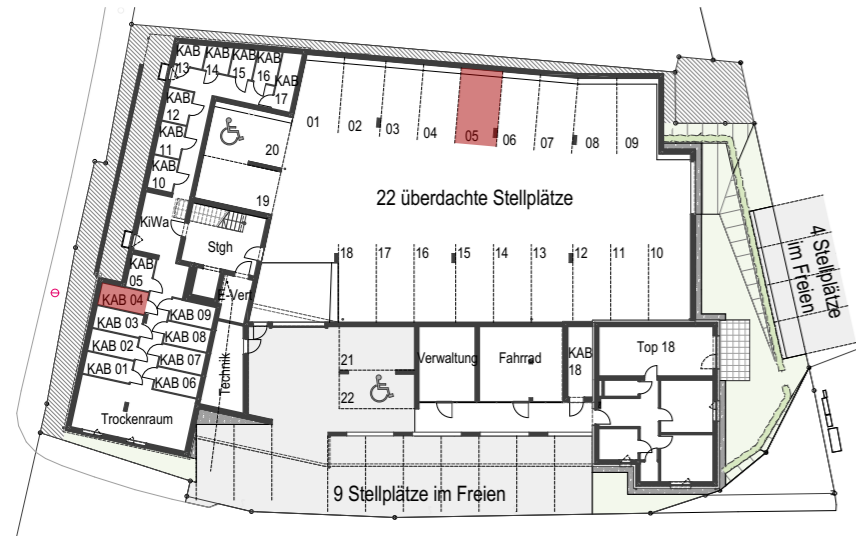 KAB
13
KAB
14
KAB
15
KAB
16
KAB
17
KAB
12
KAB
11
KAB
10
20
19
01
02
03
04
05
06
07
08
09
22 überdachte Stellplätze
KiWa
Stgh
E-Vert
18
17
16
15
14
13
12
11
10
4 Stellplätze
im Freien
KAB
05
KAB 04
KAB 03
KAB 02
KAB 01
KAB 09
KAB 08
KAB 07
KAB 06
Trockenraum
Technik
21
22
Verwaltung
Fahrrad
KAB
18
Top 18
9 Stellplätze im Freien